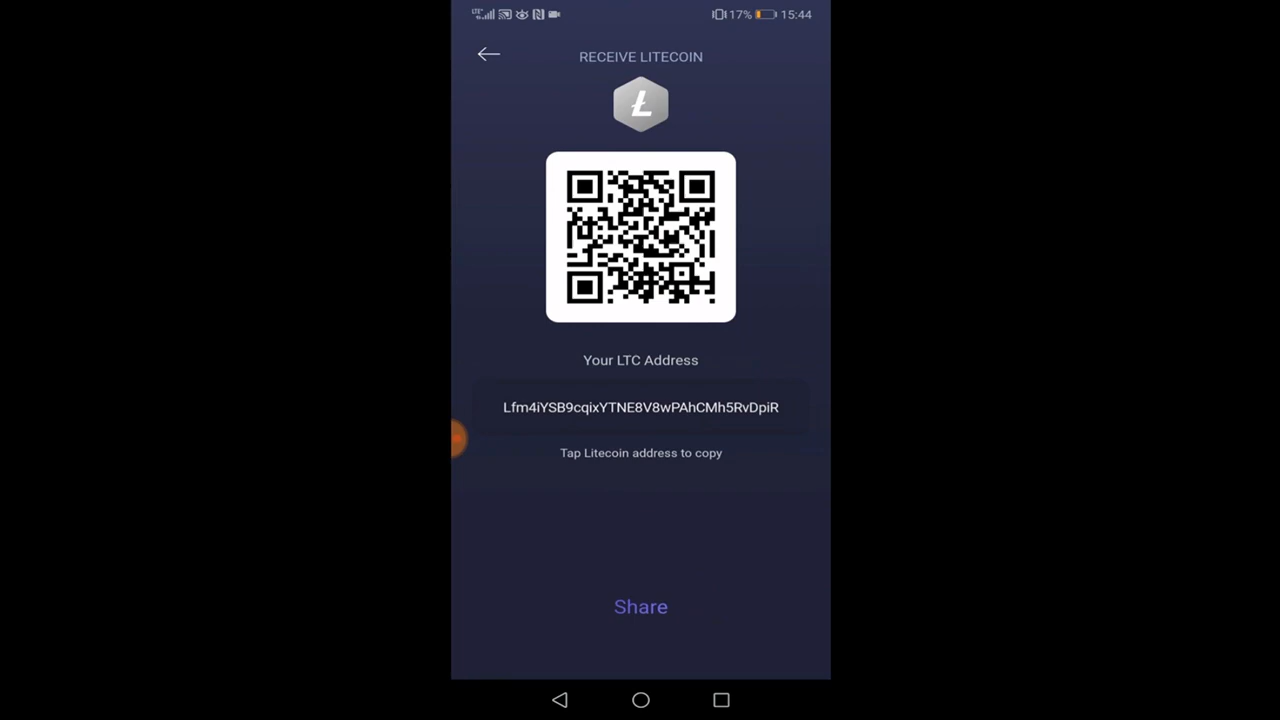 17% 15:44
RECEIVE LITECOIN
Your LTC Address
Lfm4iYSB9cqixYTNE8V8wPAhCMh5RvDpiR
Tap Litecoin address to copy
Share